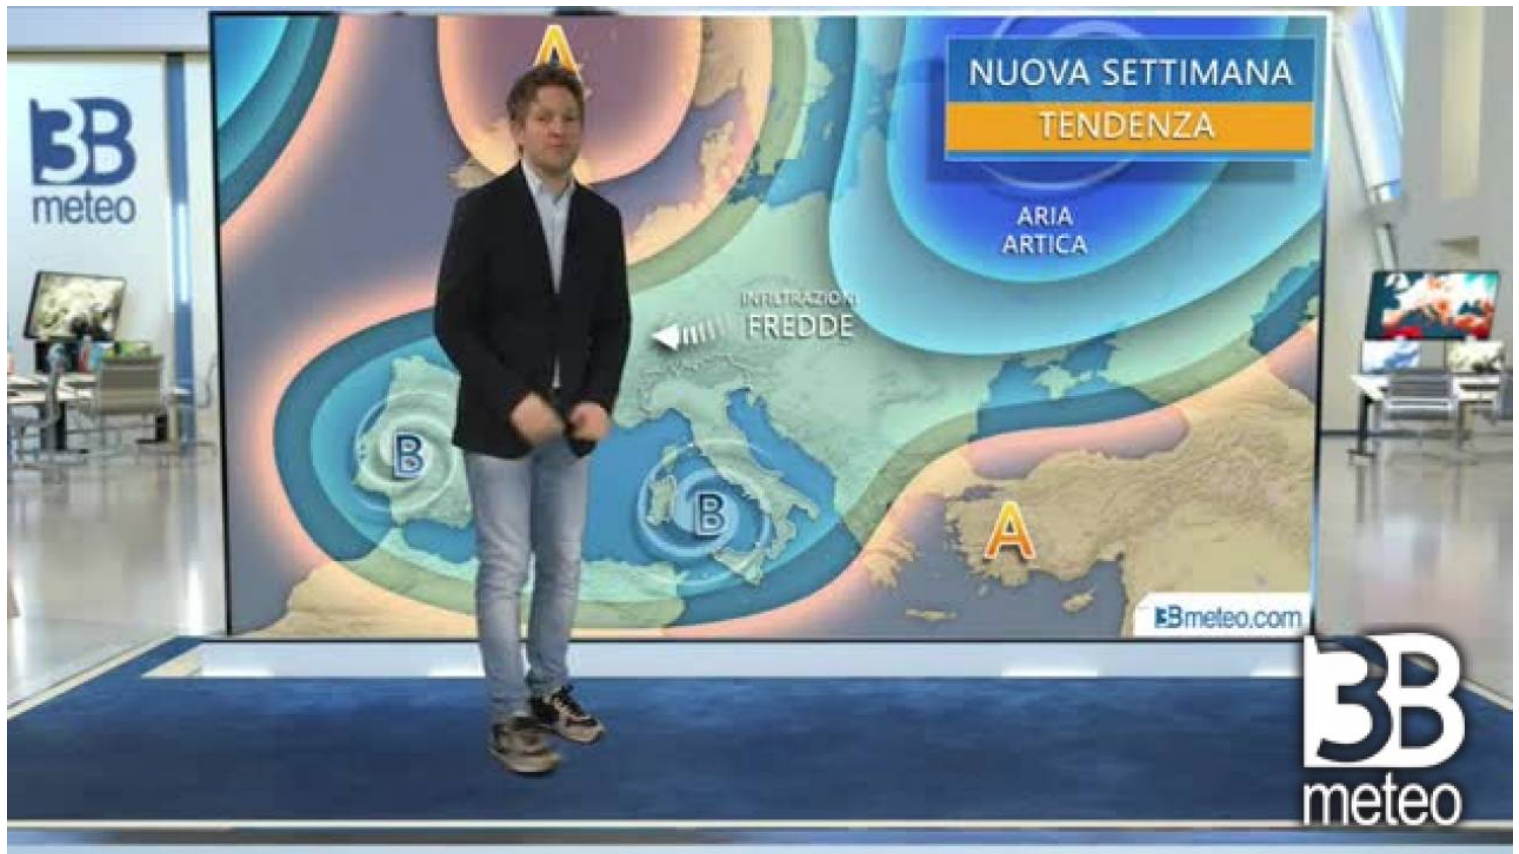 A
NUOVA SETTIMANA
TENDENZA
3B
meteo
ARIA
ARTICA
INFILTRAZIONI
FREDDE
B
B
A
3Bmeteo.com
3B
meteo